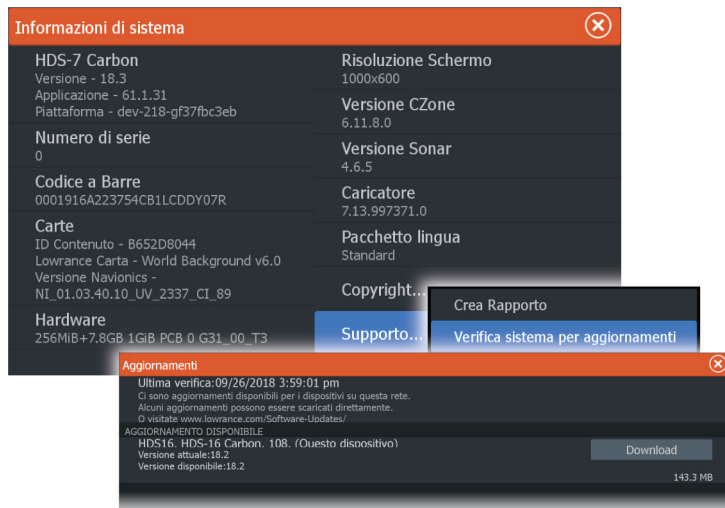 Informazioni di sistema
HDS-7 Carbon
Versione - 18.3
Applicazione - 61.1.31
Piattaforma - dev-218-gf37fbc3eb
Numero di serie
0
Codice a Barre
0001916A223754CB1LCDDY07R
Carte
ID Contenuto - B652D8044
Lowrance Carta - World Background v6.0
Versione Navionics -
NI_01.03.40.10_UV_2337_CI_89
Hardware
256MiB+7.8GB 1GiB PCB 0 G31_00_T3
Risoluzione Schermo
1000x600
Versione CZone
6.11.8.0
Versione Sonar
4.6.5
Caricatore
7.13.997371.0
Pacchetto lingua
Standard
Copyright...
Supporto...
Crea Rapporto
Verifica sistema per aggiornamenti
Aggiornamenti
Ultima verifica:09/26/2018 3:59:01 pm
Ci sono aggiornamenti disponibili per i dispositivi su questa rete.
Alcuni aggiornamenti possono essere scaricati direttamente.
O visitate www.lowrance.com/Software-Updates/
AGGIORNAMENTO DISPONIBILE
HDS16, HDS-16 Carbon, 108, (Questo dispositivo)
Versione attuale:18.2
Versione disponibile:18.2
Download
143.3 MB